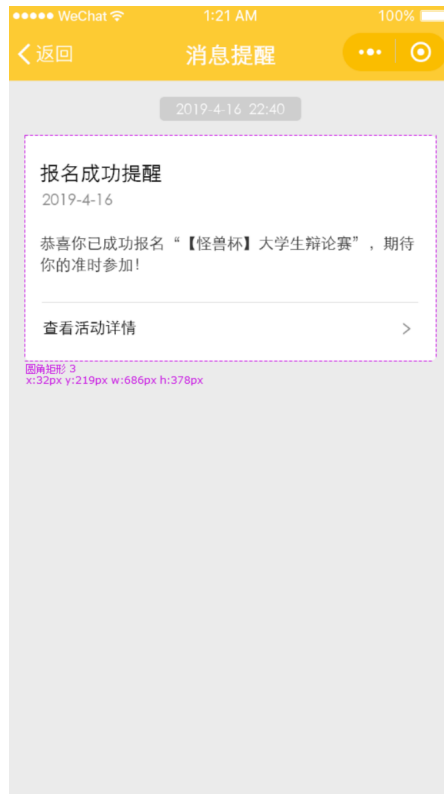 WeChat 1:21 AM 100%
返回 消息提醒
2019-4-16 22:40
报名成功提醒
2019-4-16
恭喜你已成功报名“【怪兽杯】大学生辩论赛”，期待
你的准时参加！
查看活动详情
圆角矩形 3
x:32px y:219px w:686px h:378px